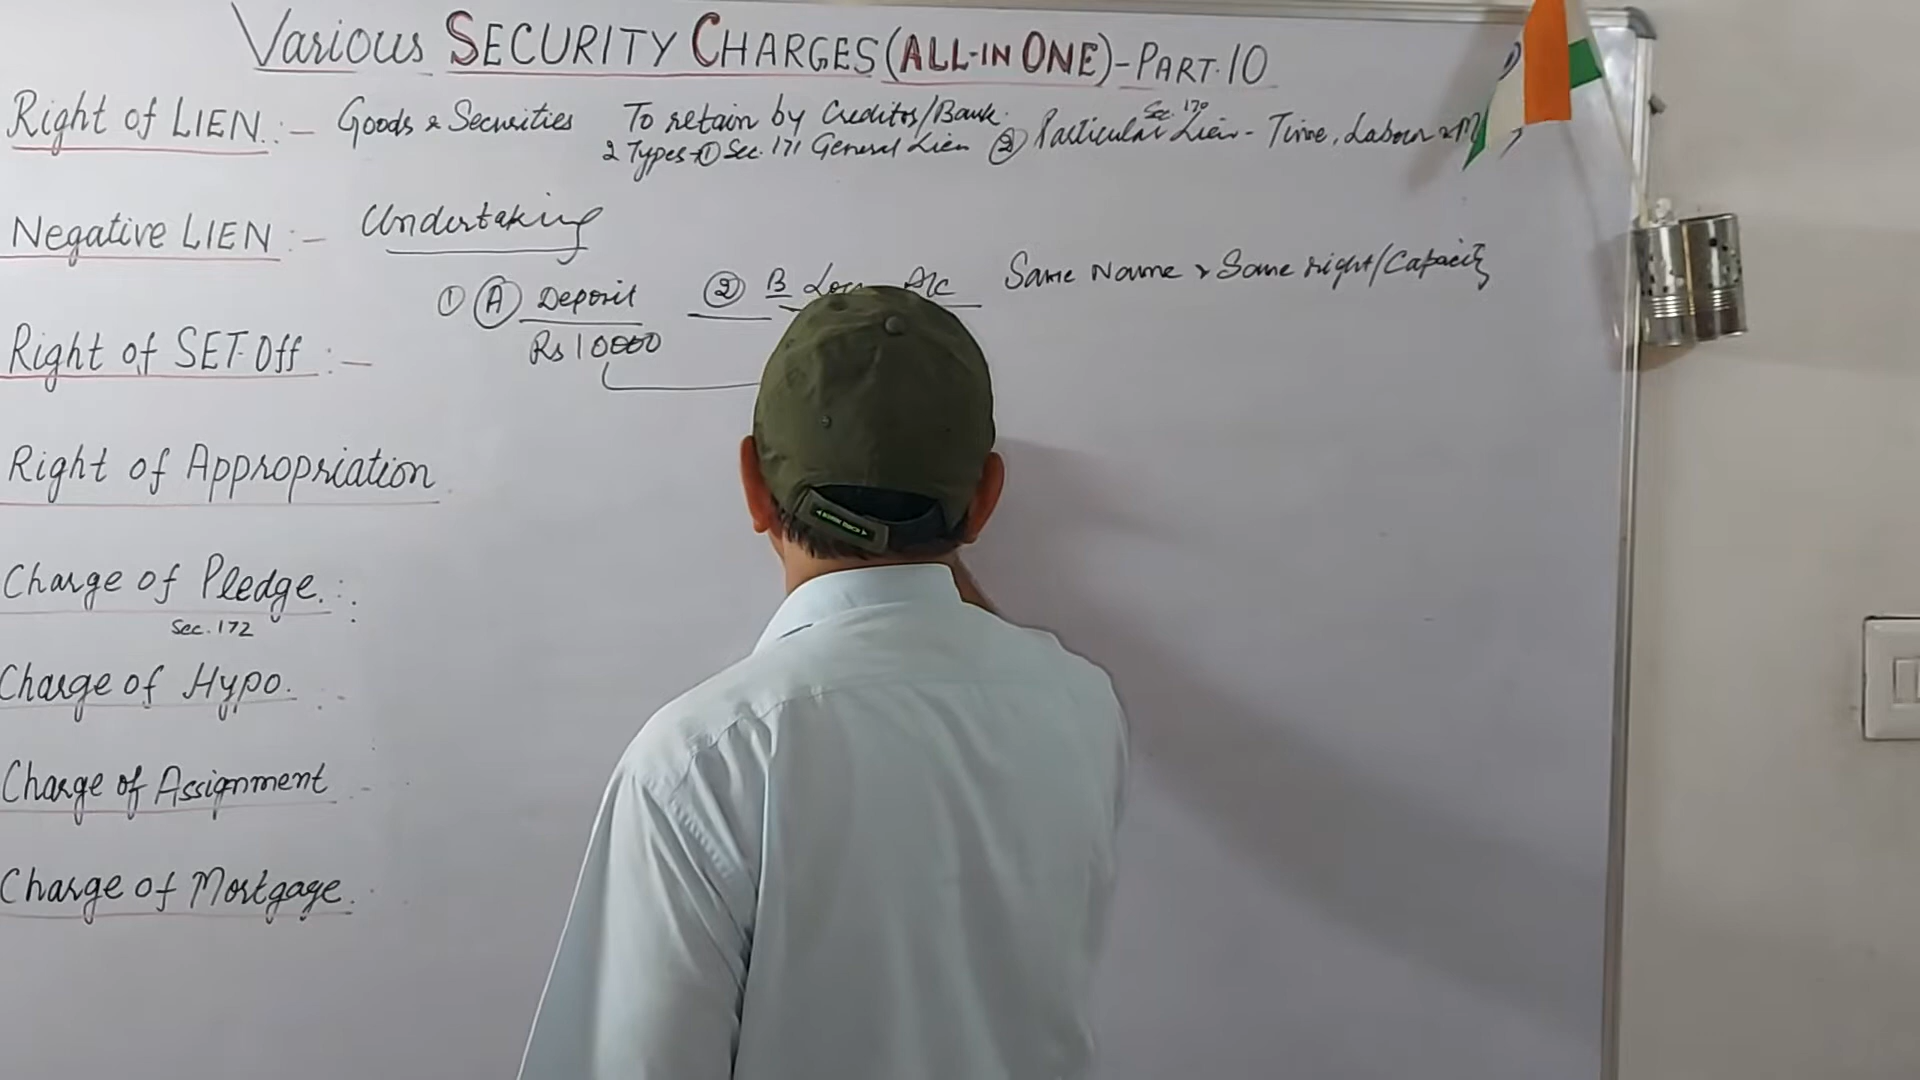 Various SECURITY CHARGES (ALL-IN ONE) - PART-10
Right of LIEN :- Goods & Securities To retain by Creditos/Bank.
2 Types → ① Sec. 171 General Lien ② Particular Lien - Time, Labour & M
Sec. 170
Negative LIEN :- Undertaking
① Ⓐ Deposit ② B A/c Same Name & Same right/Capacity
Rs 10000
Right of SET-Off :-
Right of Appropriation
Charge of Pledge. :
Sec. 172
Charge of Hypo. :-
Charge of Assignment -
Charge of Mortgage.